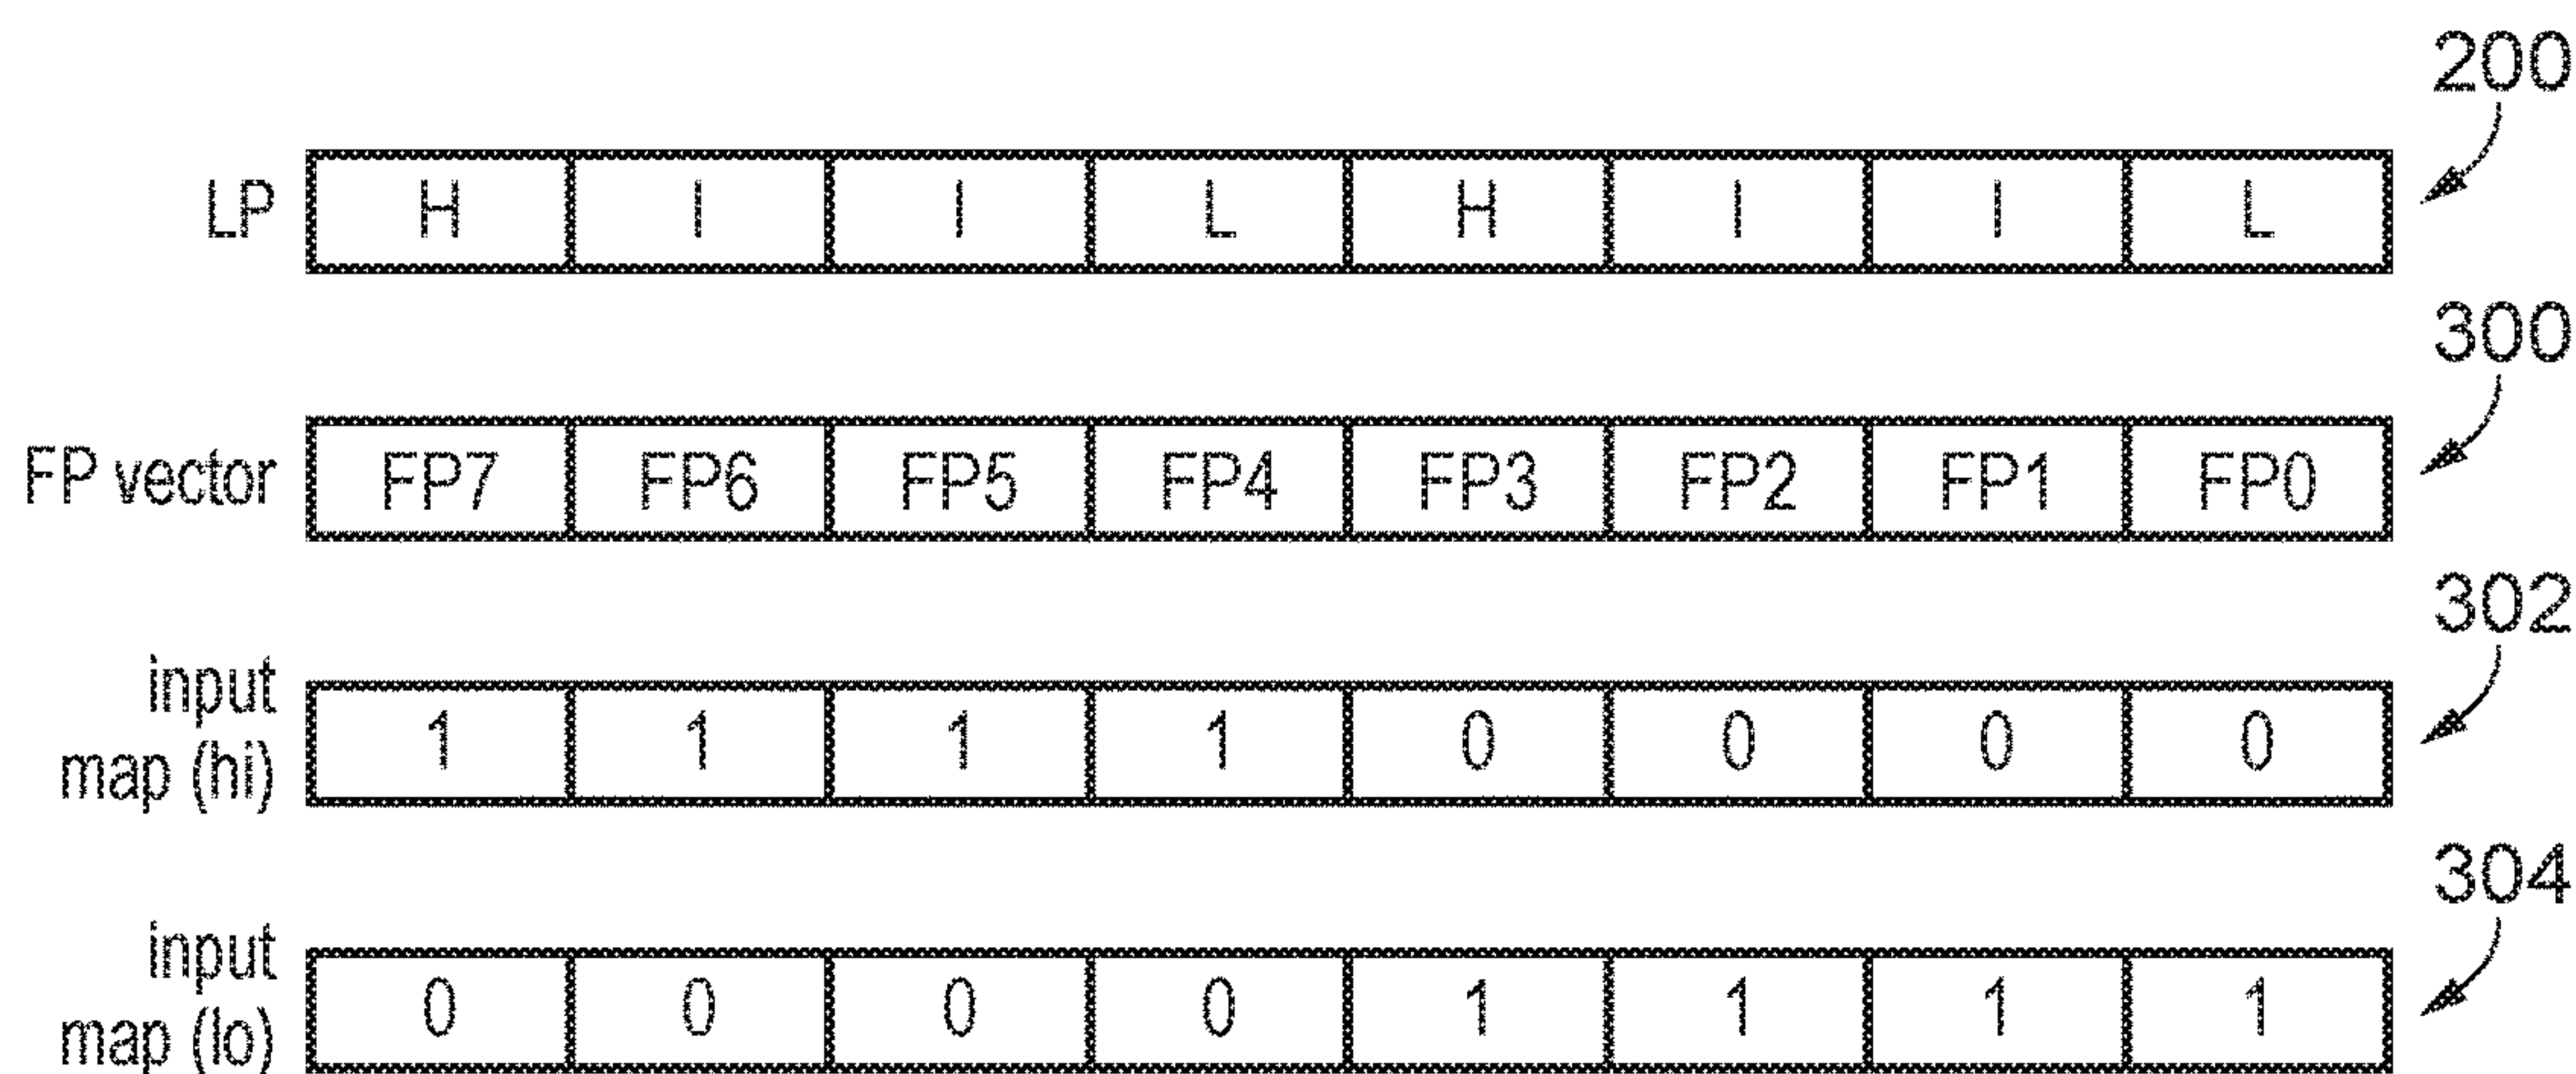 200
LP H I I L H I I L
300
FP vector FP7 FP6 FP5 FP4 FP3 FP2 FP1 FP0
302
input
map (hi) 1 1 1 1 0 0 0 0
304
input
map (lo) 0 0 0 0 1 1 1 1